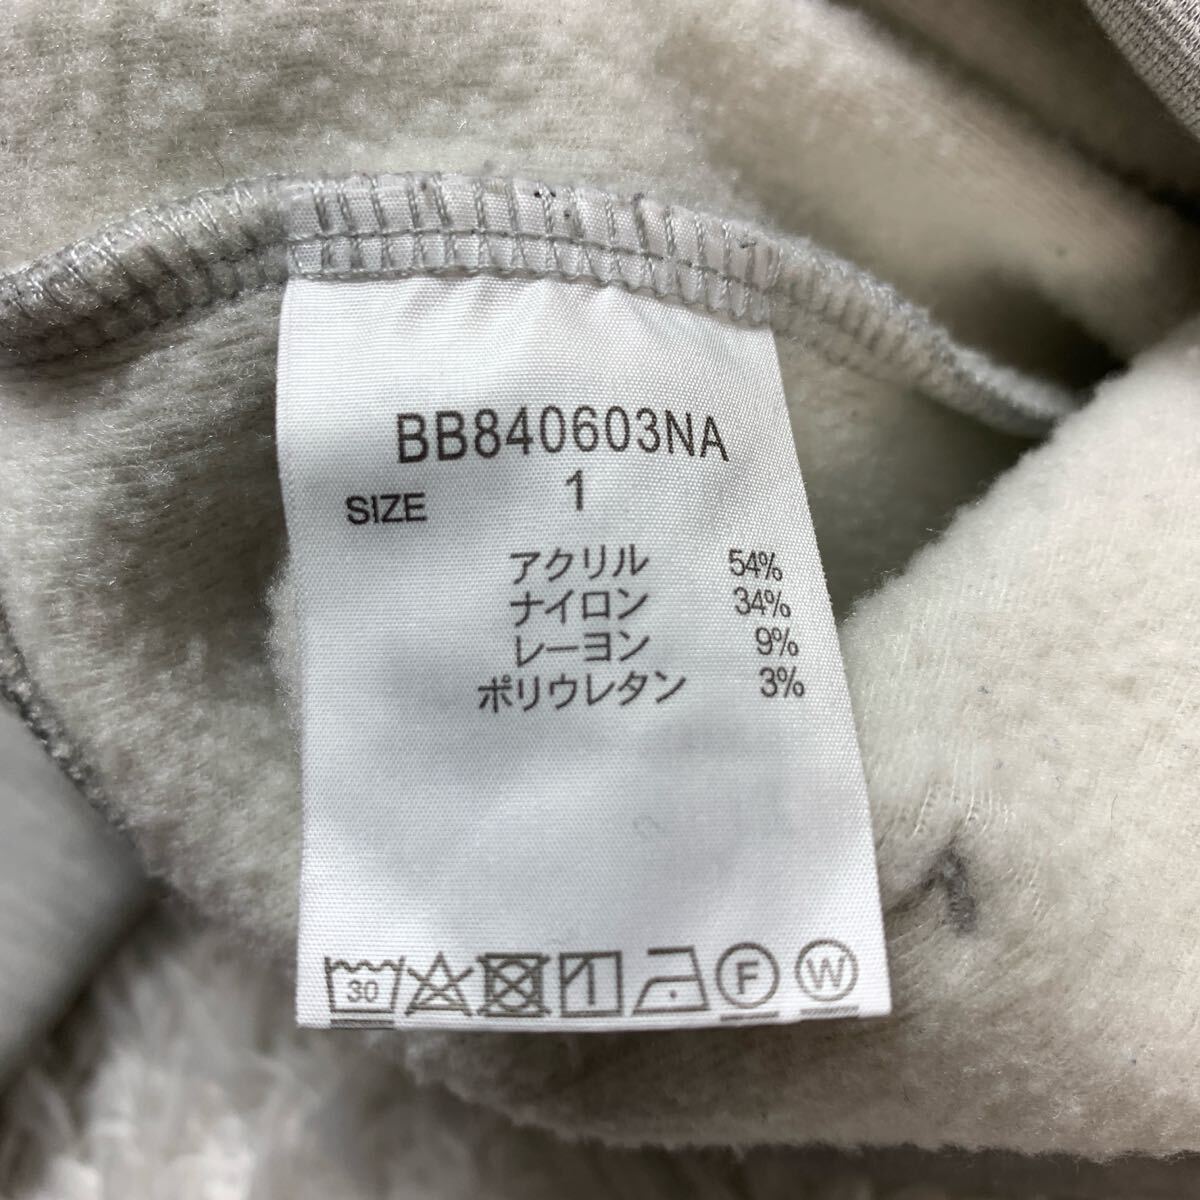 BB840603NA
SIZE 1
アクリル 54%
ナイロン 34%
レーヨン 9%
ポリウレタン 3%
30 F W